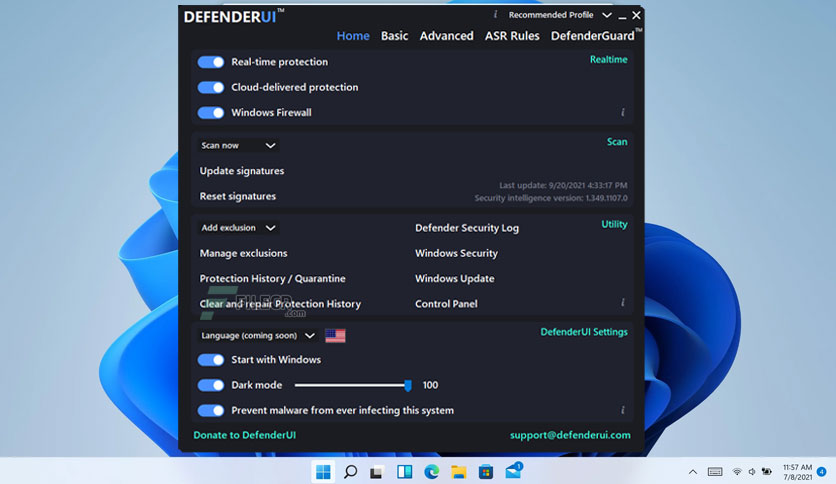 DEFENDERUI™
i Recommended Profile
Home Basic Advanced ASR Rules DefenderGuard™
Real-time protection Realtime
Cloud-delivered protection
Windows Firewall i
Scan now Scan
Update signatures
Last update: 9/20/2021 4:33:17 PM
Reset signatures
Security intelligence version: 1.349.1107.0
Add exclusion Defender Security Log Utility
Manage exclusions Windows Security
Protection History / Quarantine Windows Update
Clear and repair Protection History Control Panel i
FILECR
.com
Language (coming soon) DefenderUI Settings
Start with Windows
Dark mode 100
Prevent malware from ever infecting this system i
Donate to DefenderUI support@defenderui.com
1
11:57 AM
7/8/2021
4